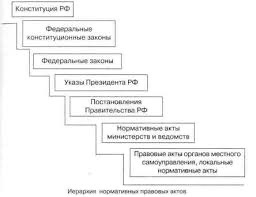 Конституция РФ
Федеральные
конституционные законы
Федеральные законы
Указы Президента РФ
Постановления
Правительства РФ
Нормативные акты
министерств и ведомств
Правовые акты органов местного
самоуправления, локальные
нормативные акты
Иерархия нормативных правовых актов